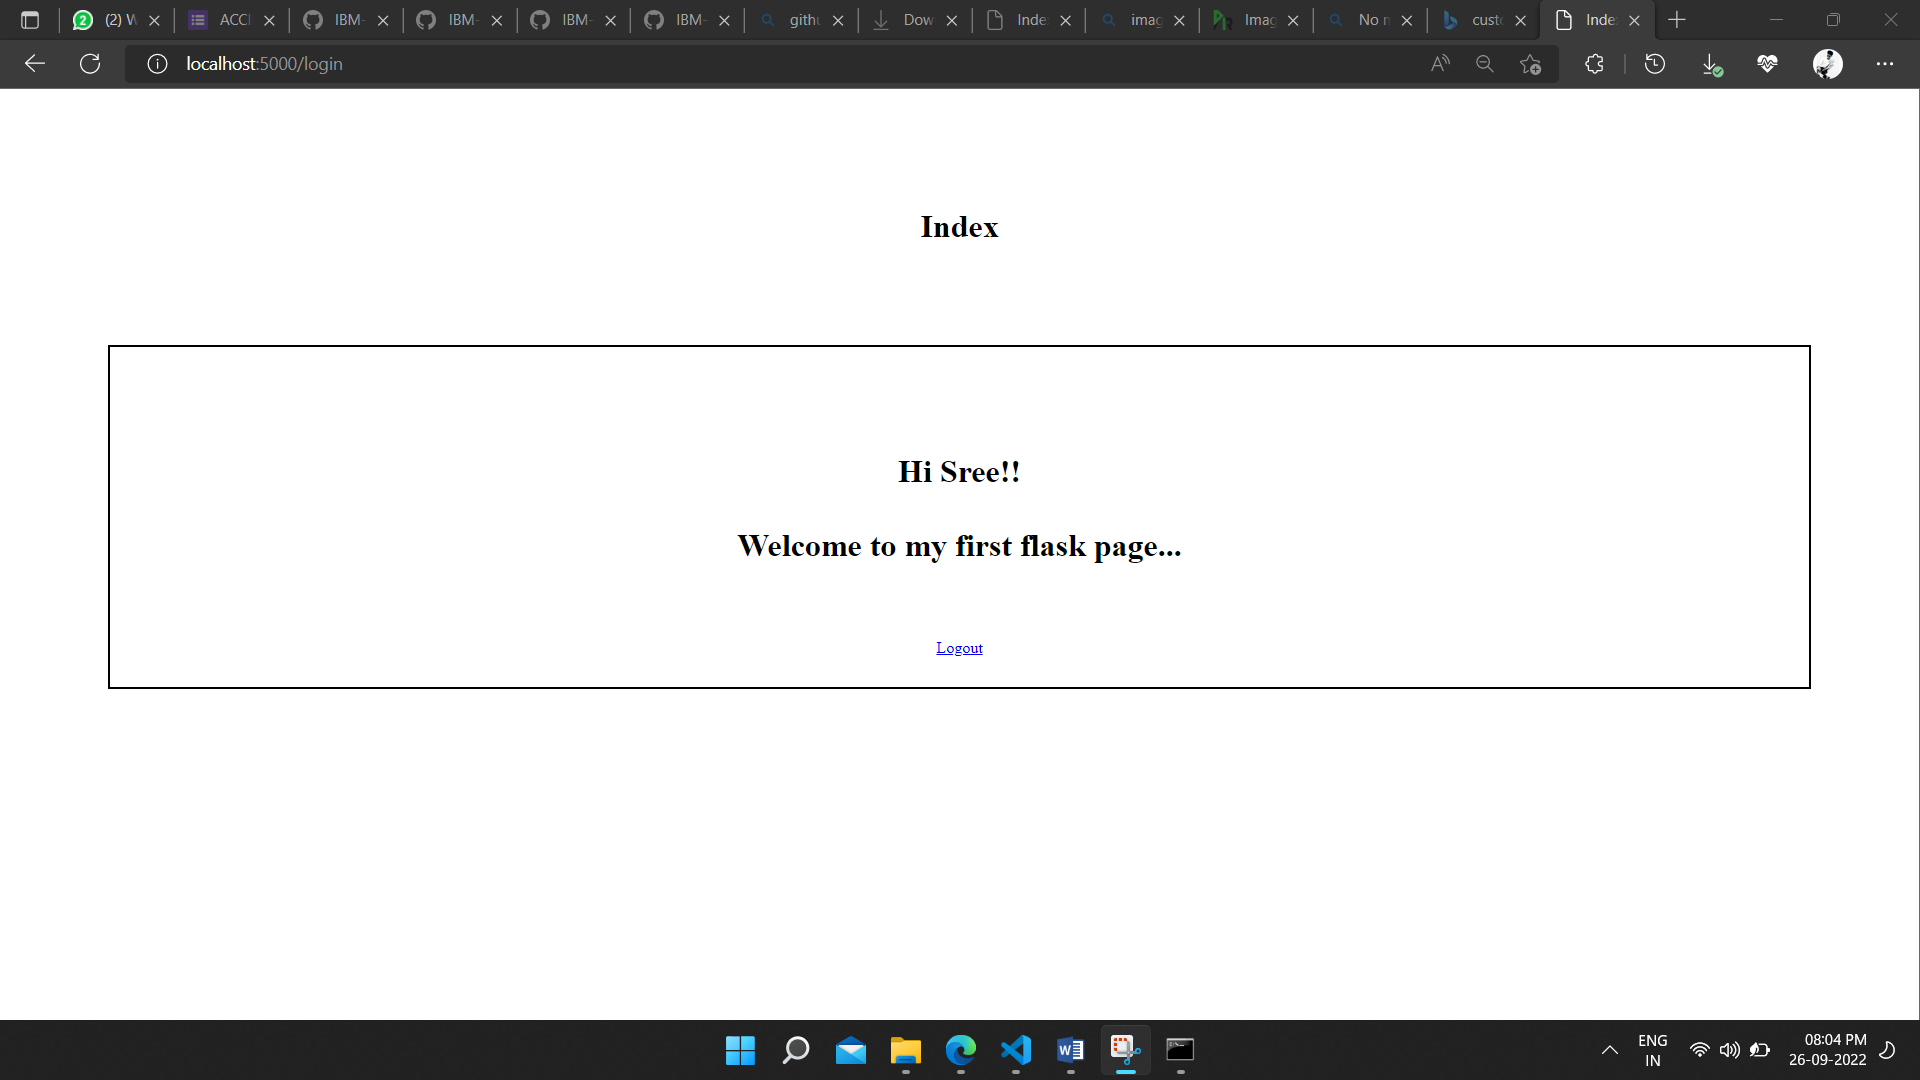 (2) W
ACC
IBM-
IBM-
IBM-
IBM-
gith
Dow
Inde
imag
Imag
No n
custo
Inde
localhost:5000/login
Index
Hi Sree!!
Welcome to my first flask page...
Logout
ENG
IN
08:04 PM
26-09-2022